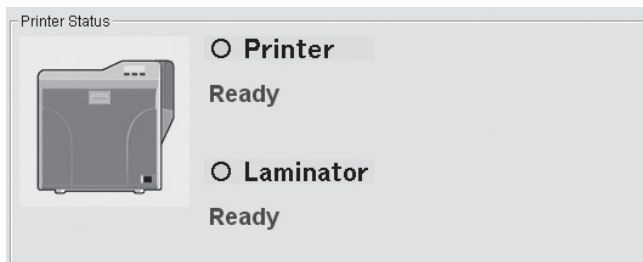 Printer Status
Printer
Ready
Laminator
Ready